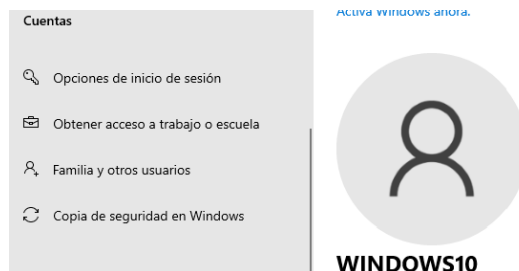 Cuentas
Opciones de inicio de sesión
Obtener acceso a trabajo o escuela
Familia y otros usuarios
Copia de seguridad en Windows
Activa Windows ahora.
WINDOWS10